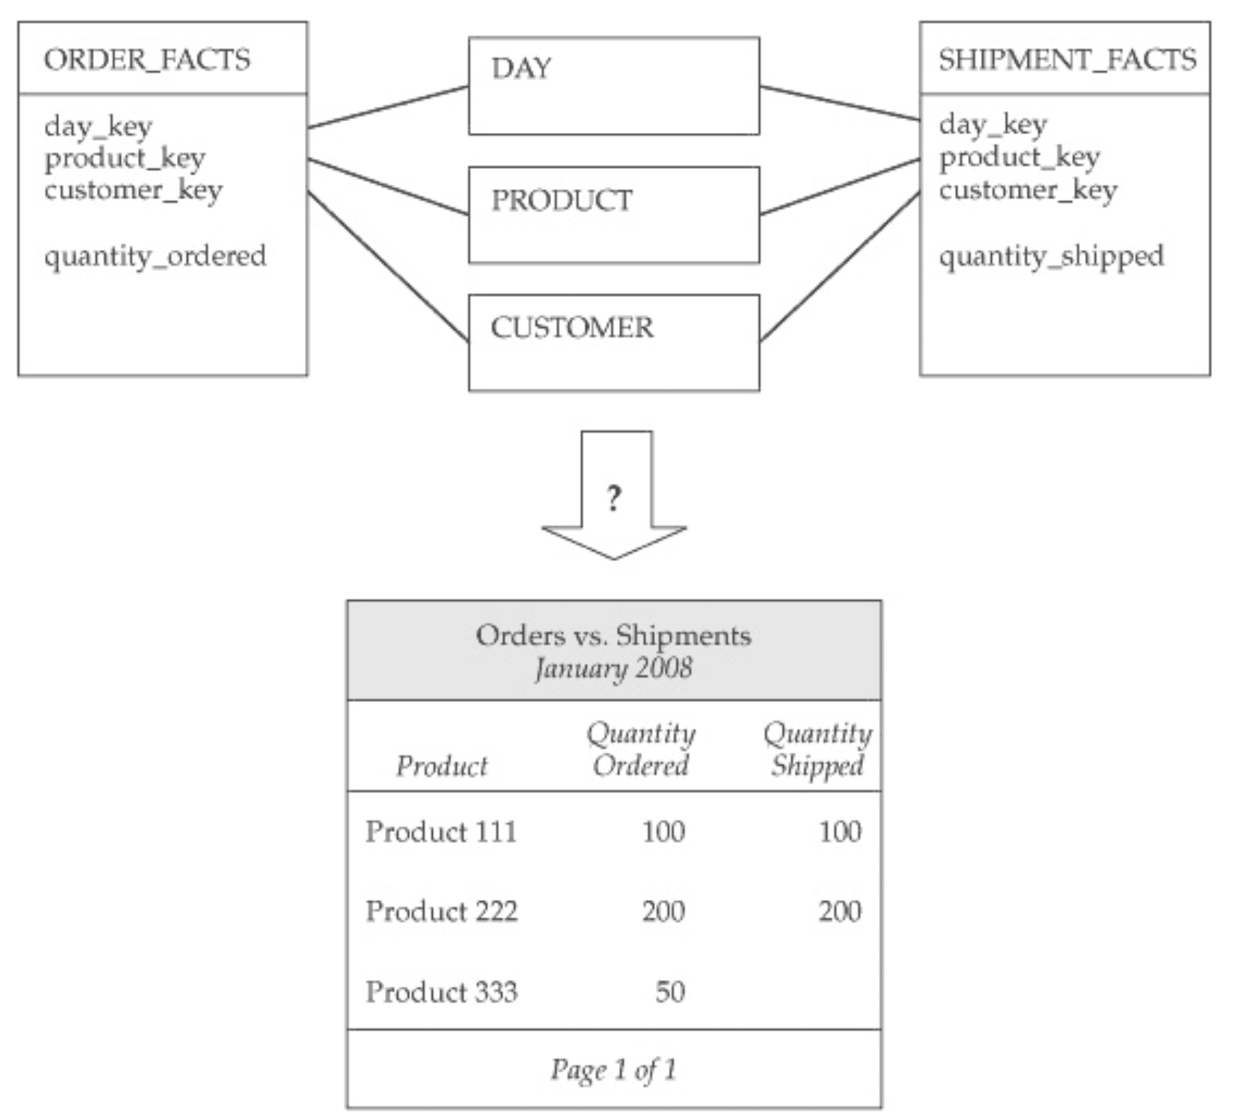 ORDER_FACTS
day_key
product_key
customer_key
quantity_ordered
DAY
PRODUCT
CUSTOMER
SHIPMENT_FACTS
day_key
product_key
customer_key
quantity_shipped
?
Orders vs. Shipments
January 2008
Product Quantity Ordered Quantity Shipped
Product 111 100 100
Product 222 200 200
Product 333 50
Page 1 of 1